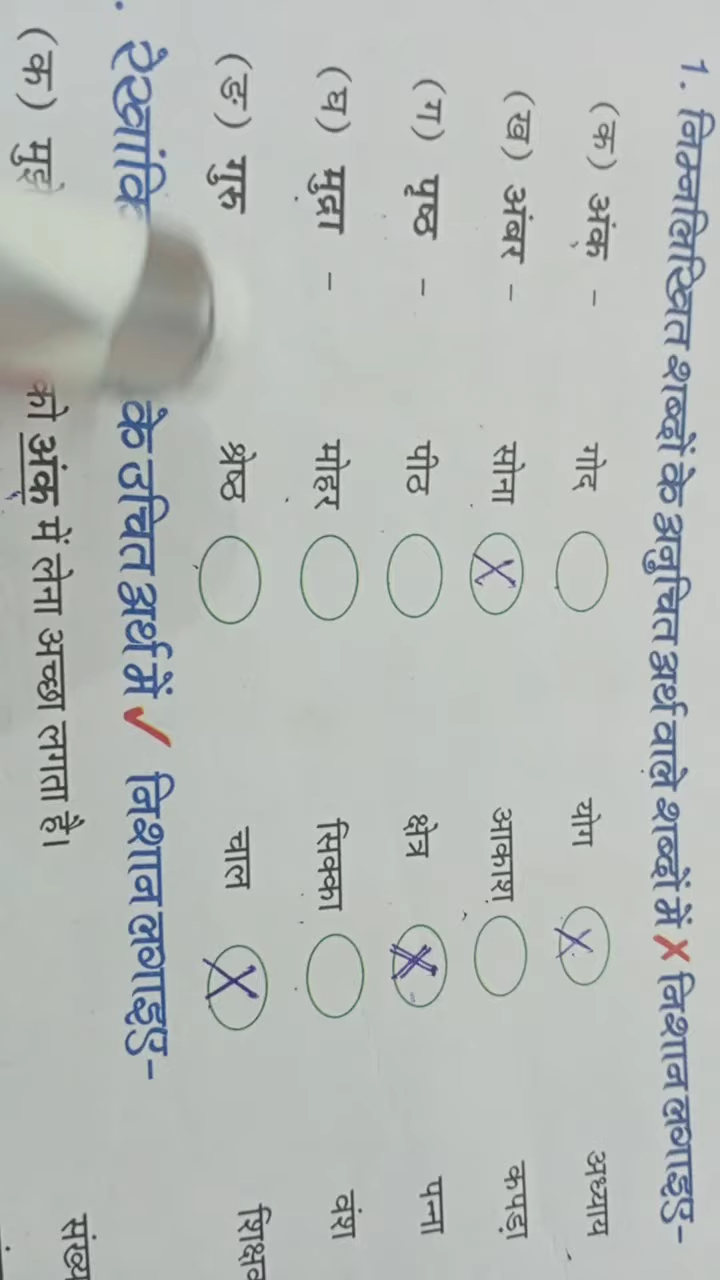 1. निम्नलिखित शब्दों के अनुचित अर्थ वाले शब्दों में ✗ निशान लगाइए-
(क) अंक - गोद योग अध्याय
(ख) अंबर - सोना आकाश कपड़ा
(ग) पृष्ठ - पीठ क्षेत्र पन्ना
(घ) मुद्रा - मोहर सिक्का वंश
(ङ) गुरु श्रेष्ठ चाल
के उचित अर्थ में ✓ निशान लगाइए-
(क) को अंक में लेना अच्छा लगता है।